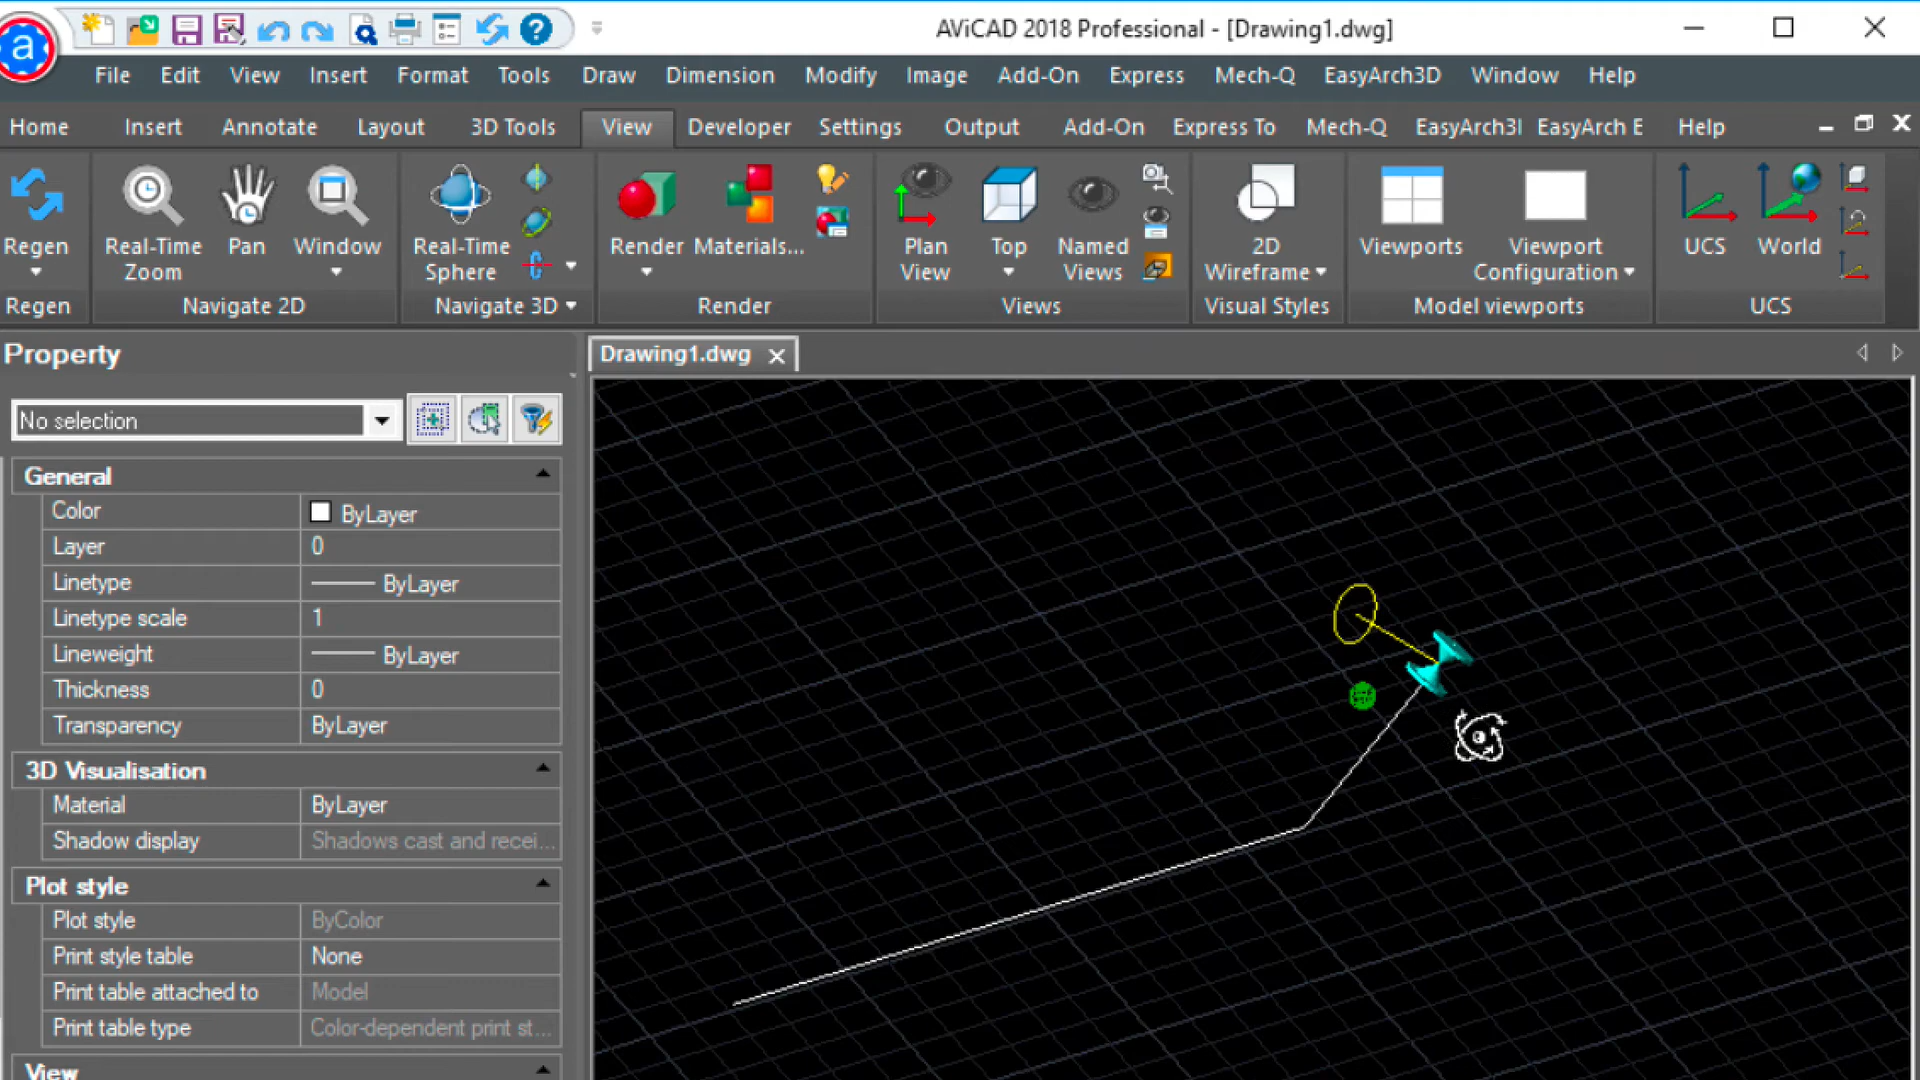 AViCAD 2018 Professional - [Drawing1.dwg]
a
File Edit View Insert Format Tools Draw Dimension Modify Image Add-On Express Mech-Q EasyArch3D Window Help
Home Insert Annotate Layout 3D Tools View Developer Settings Output Add-On Express To Mech-Q EasyArch3I EasyArch E Help
Regen Real-Time Zoom Pan Window Real-Time Sphere Render Materials... Plan View Top Named Views 2D Wireframe Viewports Viewport Configuration UCS World
Regen Navigate 2D Navigate 3D Render Views Visual Styles Model viewports UCS
Property
Drawing1.dwg
No selection
General
Color ByLayer
Layer 0
Linetype ByLayer
Linetype scale 1
Lineweight ByLayer
Thickness 0
Transparency ByLayer
3D Visualisation
Material ByLayer
Shadow display Shadows cast and recei...
Plot style
Plot style ByColor
Print style table None
Print table attached to Model
Print table type Color-dependent print st...
View